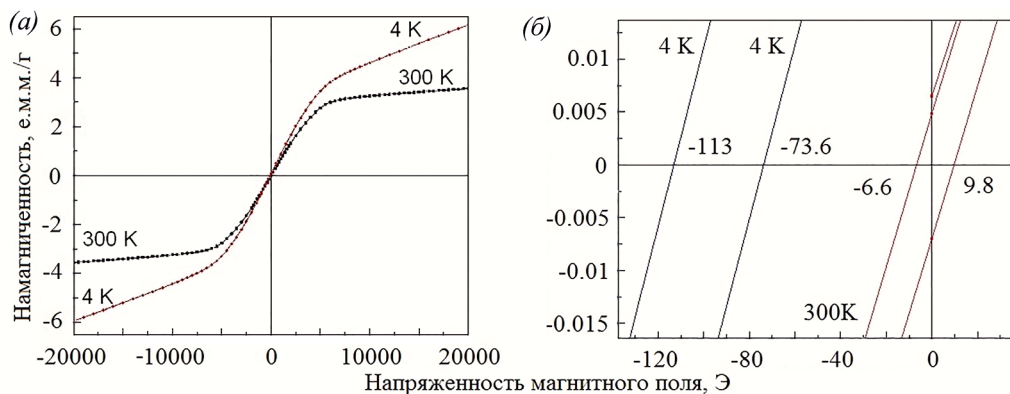 (а)
Намагниченность, е.м.м./г
6
4
2
0
-2
-4
-6
4 K
300 K
300 K
4 K
-20000 -10000 0 10000 20000
(б)
0.01
0.005
0
-0.005
-0.01
-0.015
4 K 4 K
-113 -73.6
-6.6 9.8
300K
-120 -80 -40 0
Напряженность магнитного поля, Э